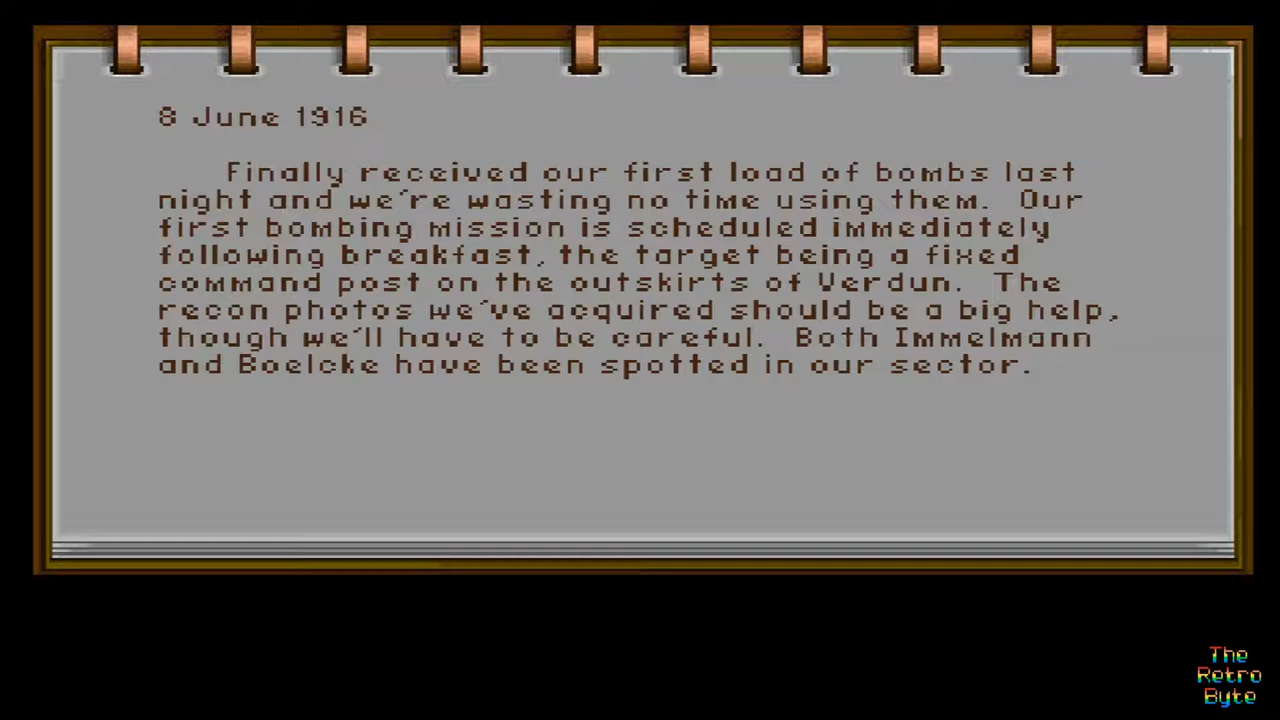 8 June 1916
Finally received our first load of bombs last
night and we're wasting no time using them. Our
first bombing mission is scheduled immediately
following breakfast, the target being a fixed
command post on the outskirts of Verdun. The
recon photos we've acquired should be a big help,
though we'll have to be careful. Both Immelmann
and Boelcke have been spotted in our sector.
The
Retro
Byte